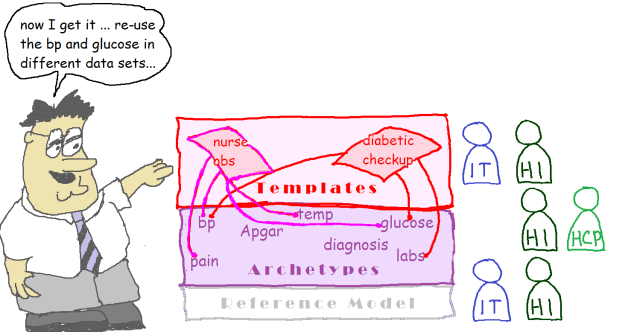 now I get it ... re-use
the bp and glucose in
different data sets...
nurse
obs
diabetic
checkup
Templates
bp
temp
glucose
Apgar
diagnosis
pain
labs
Archetypes
Reference Model
IT
HI
HI
HCP
IT
HI